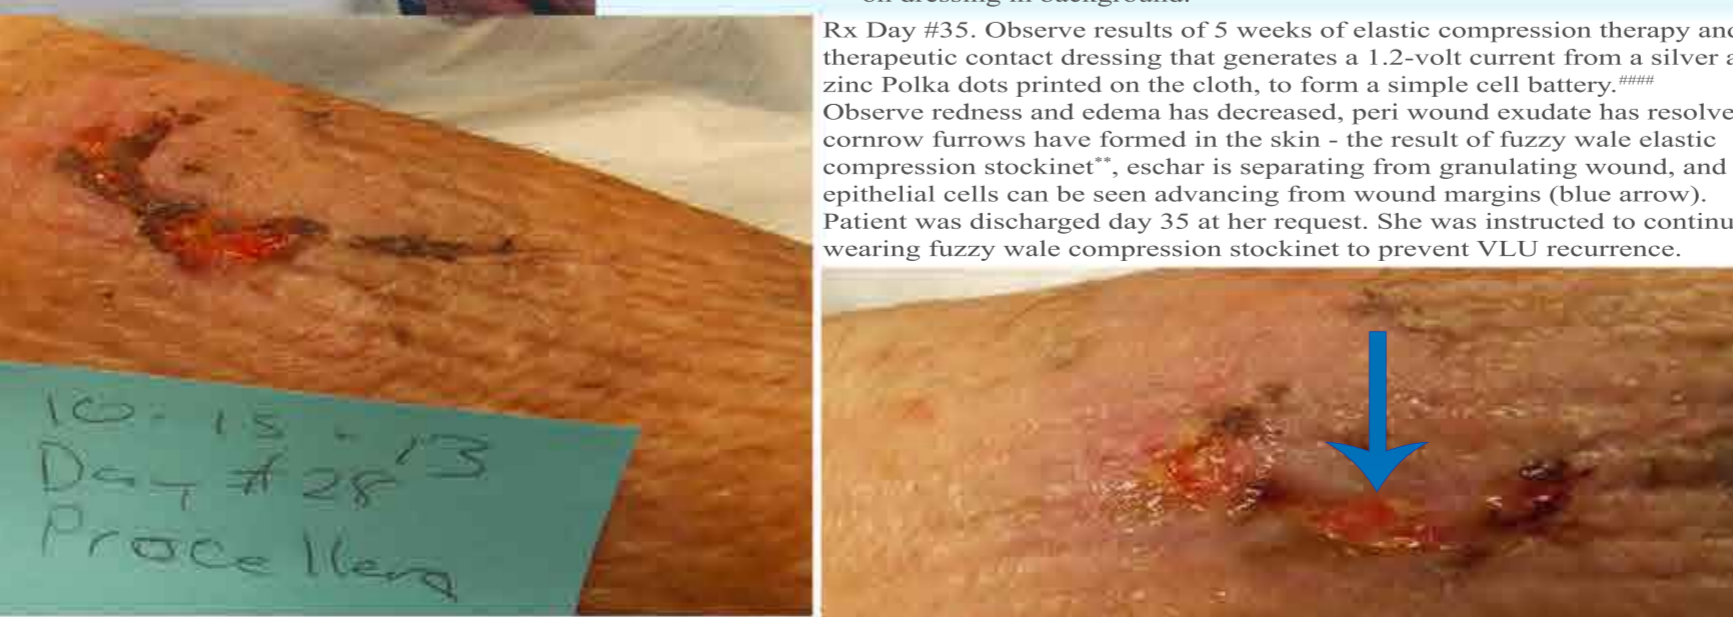 on dressing in background.
Rx Day #35. Observe results of 5 weeks of elastic compression therapy and
therapeutic contact dressing that generates a 1.2-volt current from a silver a
zinc Polka dots printed on the cloth, to form a simple cell battery.####
Observe redness and edema has decreased, peri wound exudate has resolve
cornrow furrows have formed in the skin - the result of fuzzy wale elastic
compression stockinet**, eschar is separating from granulating wound, and
epithelial cells can be seen advancing from wound margins (blue arrow).
Patient was discharged day 35 at her request. She was instructed to continu
wearing fuzzy wale compression stockinet to prevent VLU recurrence.
10-15-13
Day #28
Procellera